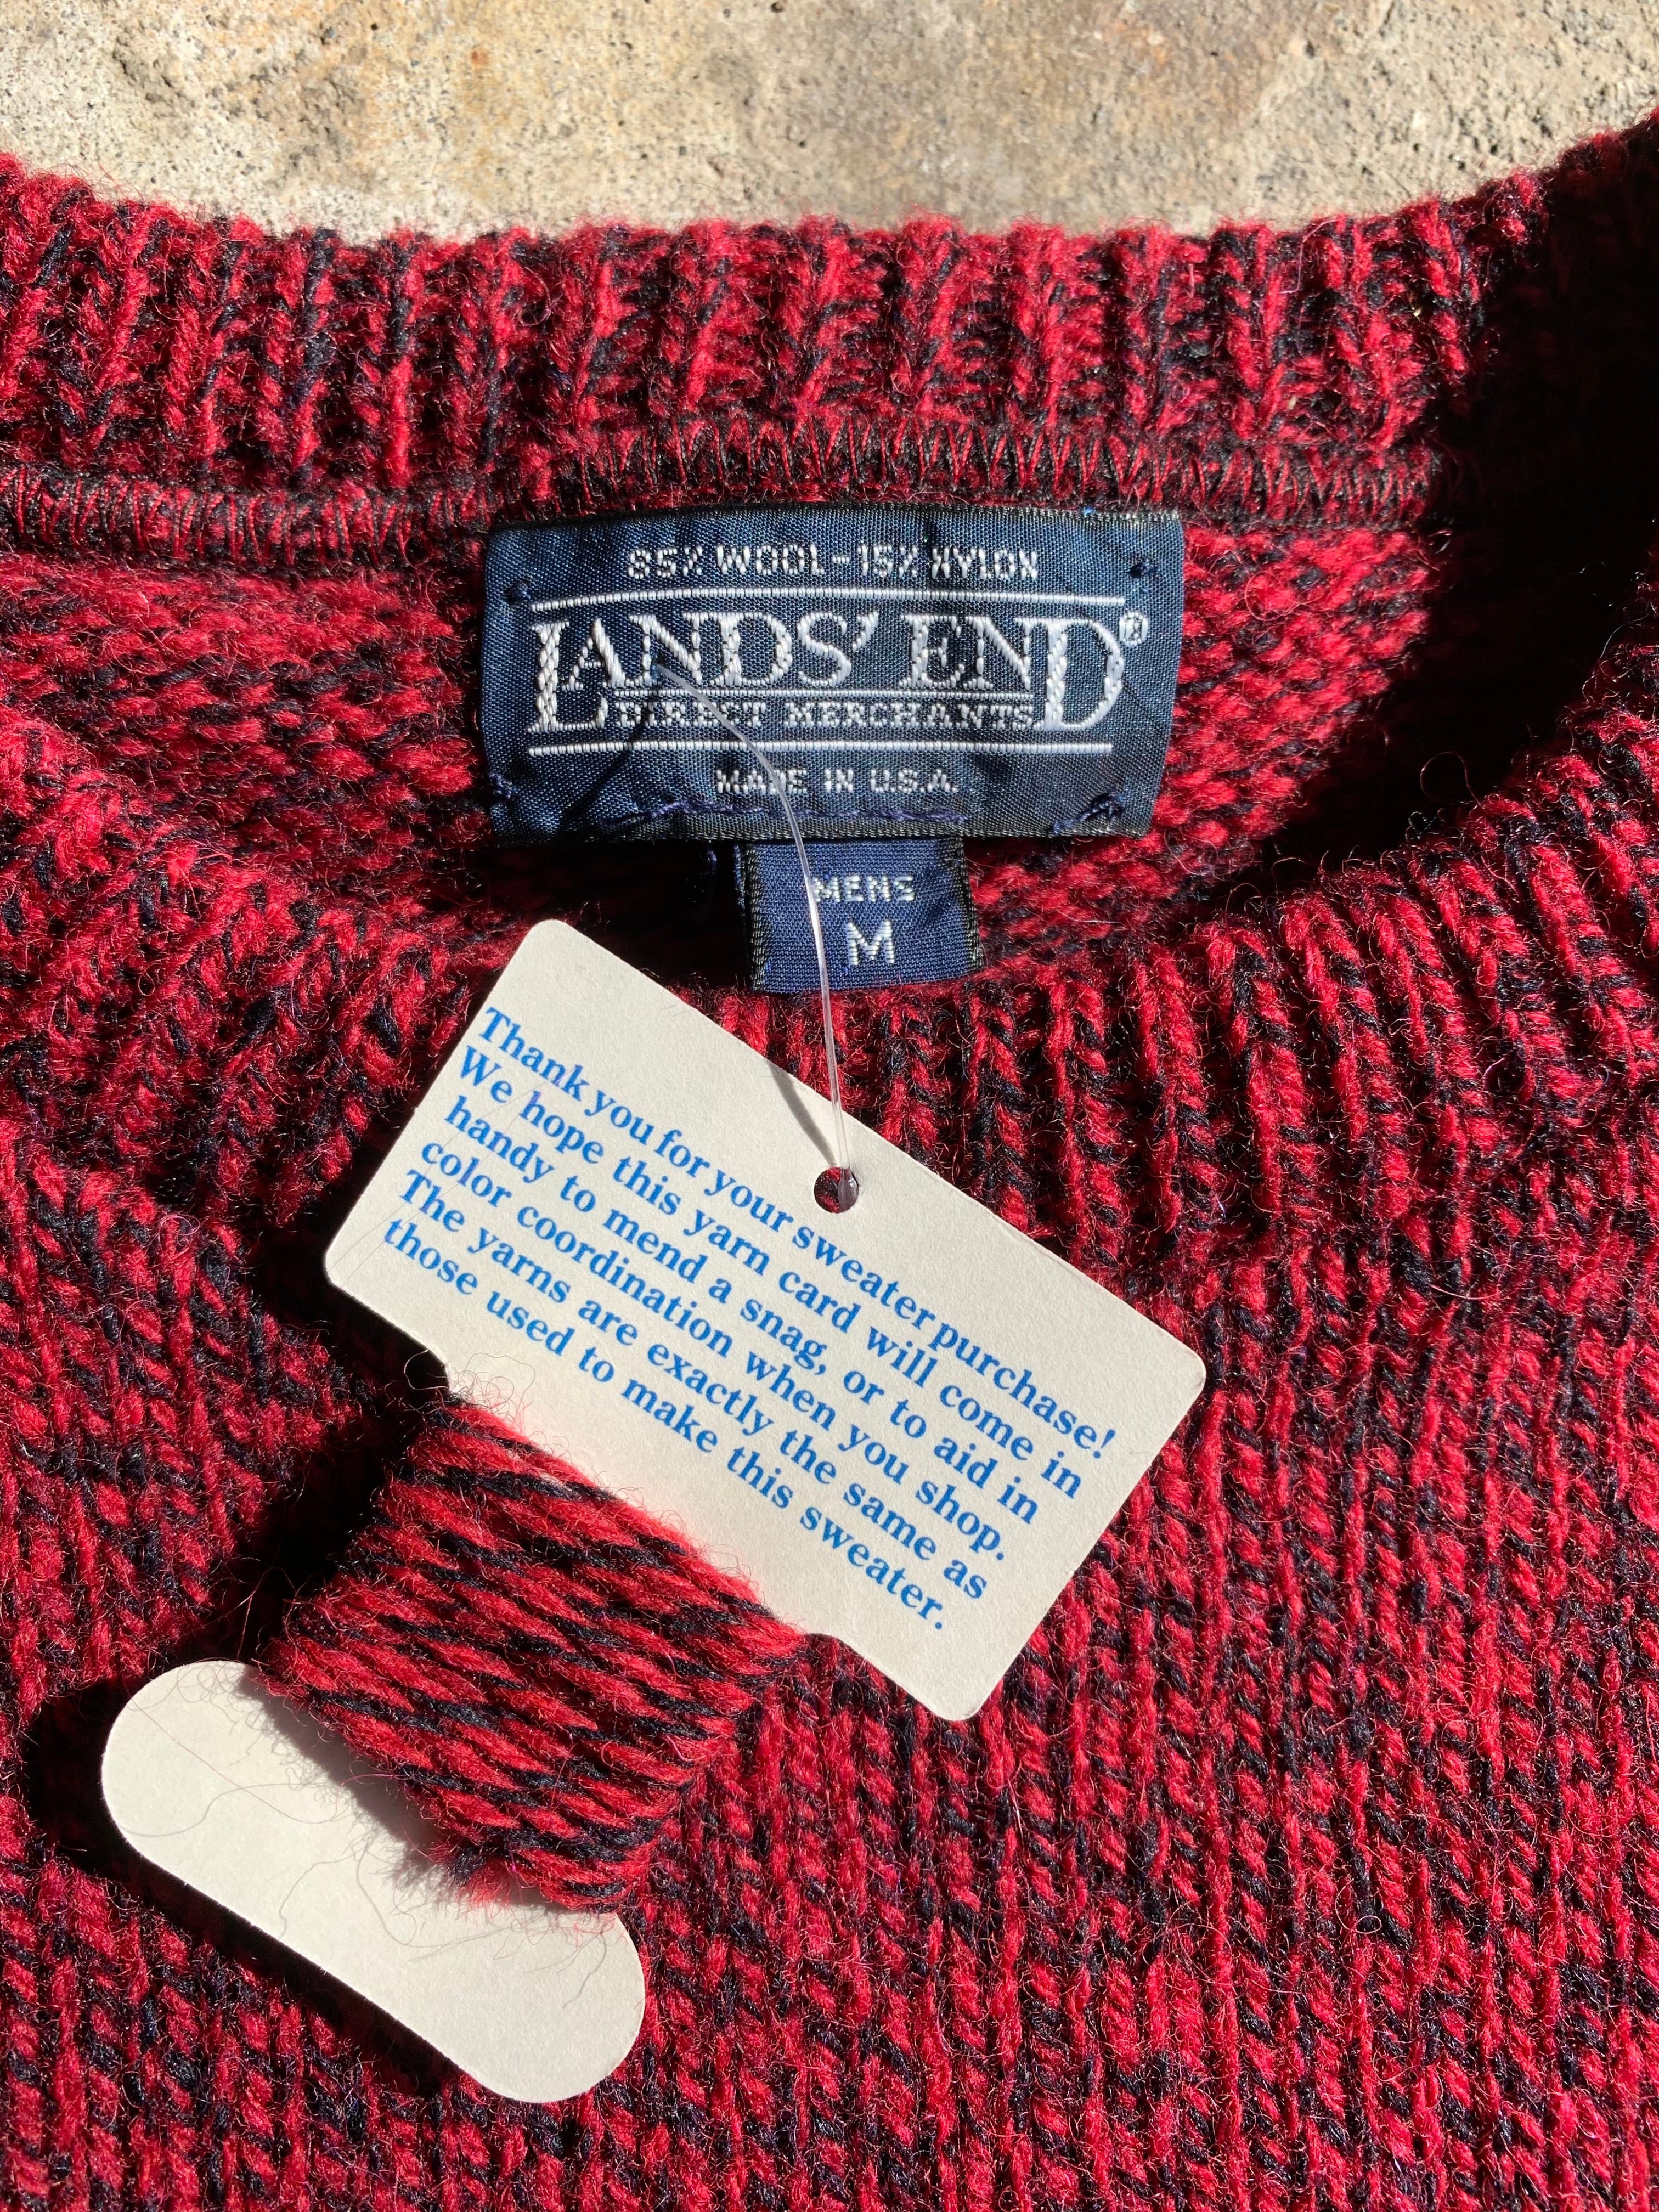 85% WOOL-15% NYLON
LANDS' END®
DIRECT MERCHANTS
MADE IN U.S.A.
MENS
M
Thank you for your sweater purchase!
We hope this yarn card will come in
handy to mend a snag, or to aid in
color coordination when you shop.
The yarns are exactly the same as
those used to make this sweater.